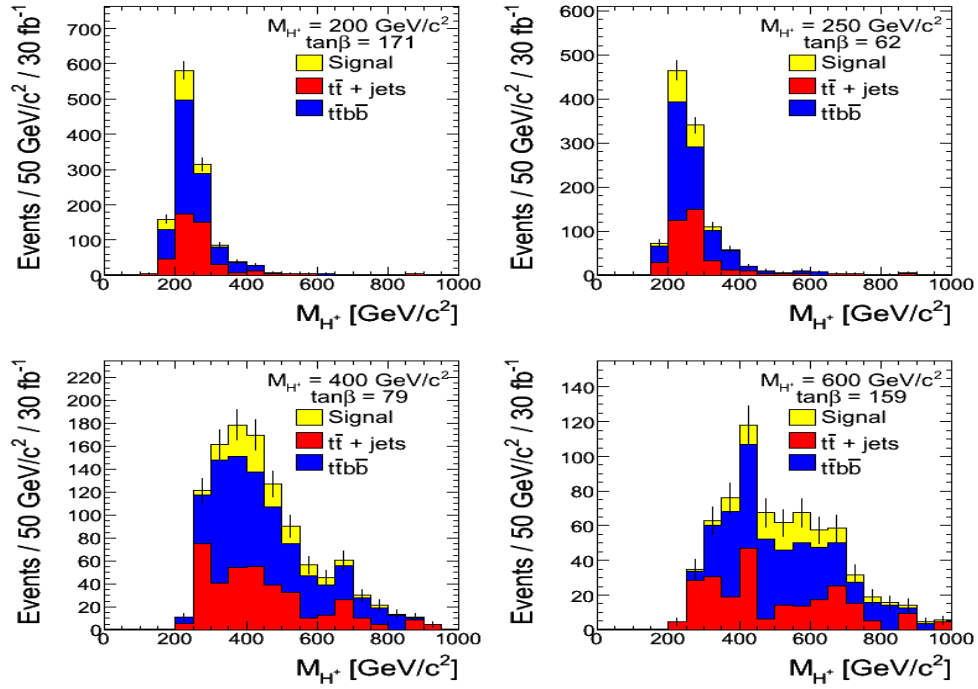 M_H⁺ = 200 GeV/c²
tanβ = 171
Signal
tt̄ + jets
tt̄bb̄
Events / 50 GeV/c² / 30 fb⁻¹
700
600
500
400
300
200
100
0
0 200 400 600 800 1000
M_H⁺ [GeV/c²]
M_H⁺ = 250 GeV/c²
tanβ = 62
Signal
tt̄ + jets
tt̄bb̄
Events / 50 GeV/c² / 30 fb⁻¹
600
500
400
300
200
100
0
0 200 400 600 800 1000
M_H⁺ [GeV/c²]
M_H⁺ = 400 GeV/c²
tanβ = 79
Signal
tt̄ + jets
tt̄bb̄
Events / 50 GeV/c² / 30 fb⁻¹
220
200
180
160
140
120
100
80
60
40
20
0
0 200 400 600 800 1000
M_H⁺ [GeV/c²]
M_H⁺ = 600 GeV/c²
tanβ = 159
Signal
tt̄ + jets
tt̄bb̄
Events / 50 GeV/c² / 30 fb⁻¹
140
120
100
80
60
40
20
0
0 200 400 600 800 1000
M_H⁺ [GeV/c²]